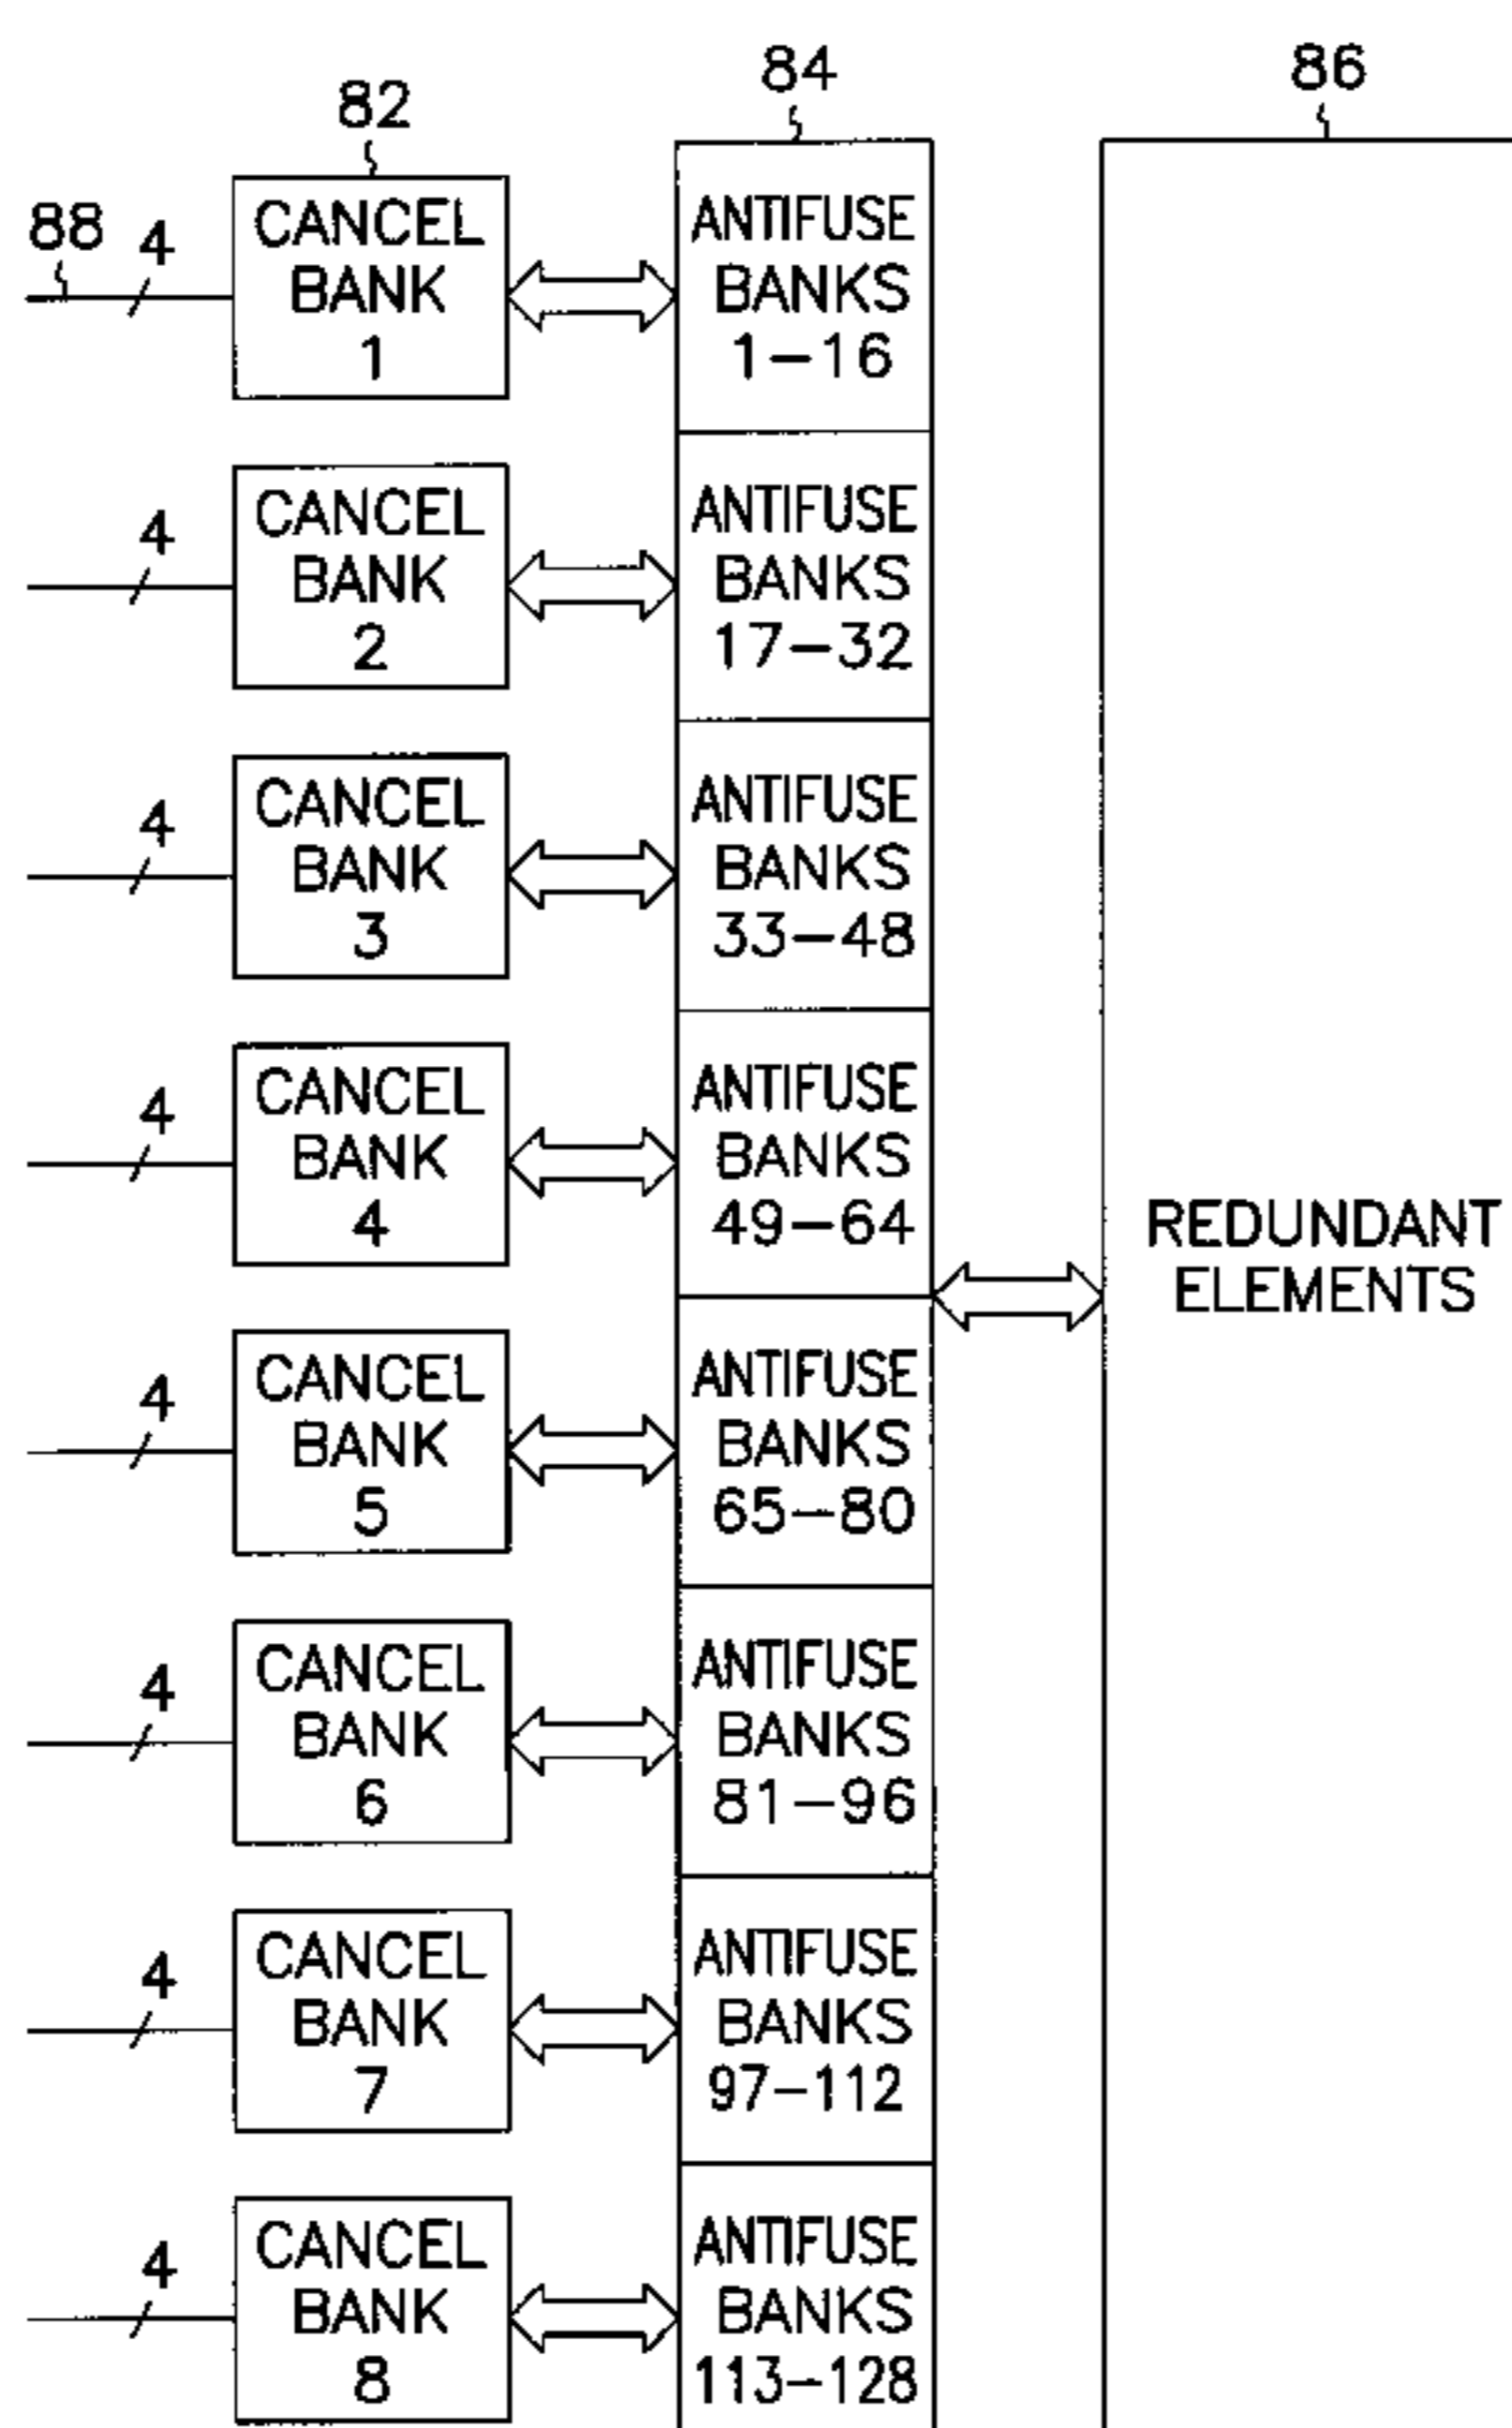 82
84
86
88
4
CANCEL
BANK
1
ANTIFUSE
BANKS
1-16
4
CANCEL
BANK
2
ANTIFUSE
BANKS
17-32
4
CANCEL
BANK
3
ANTIFUSE
BANKS
33-48
4
CANCEL
BANK
4
ANTIFUSE
BANKS
49-64
REDUNDANT
ELEMENTS
4
CANCEL
BANK
5
ANTIFUSE
BANKS
65-80
4
CANCEL
BANK
6
ANTIFUSE
BANKS
81-96
4
CANCEL
BANK
7
ANTIFUSE
BANKS
97-112
4
CANCEL
BANK
8
ANTIFUSE
BANKS
113-128